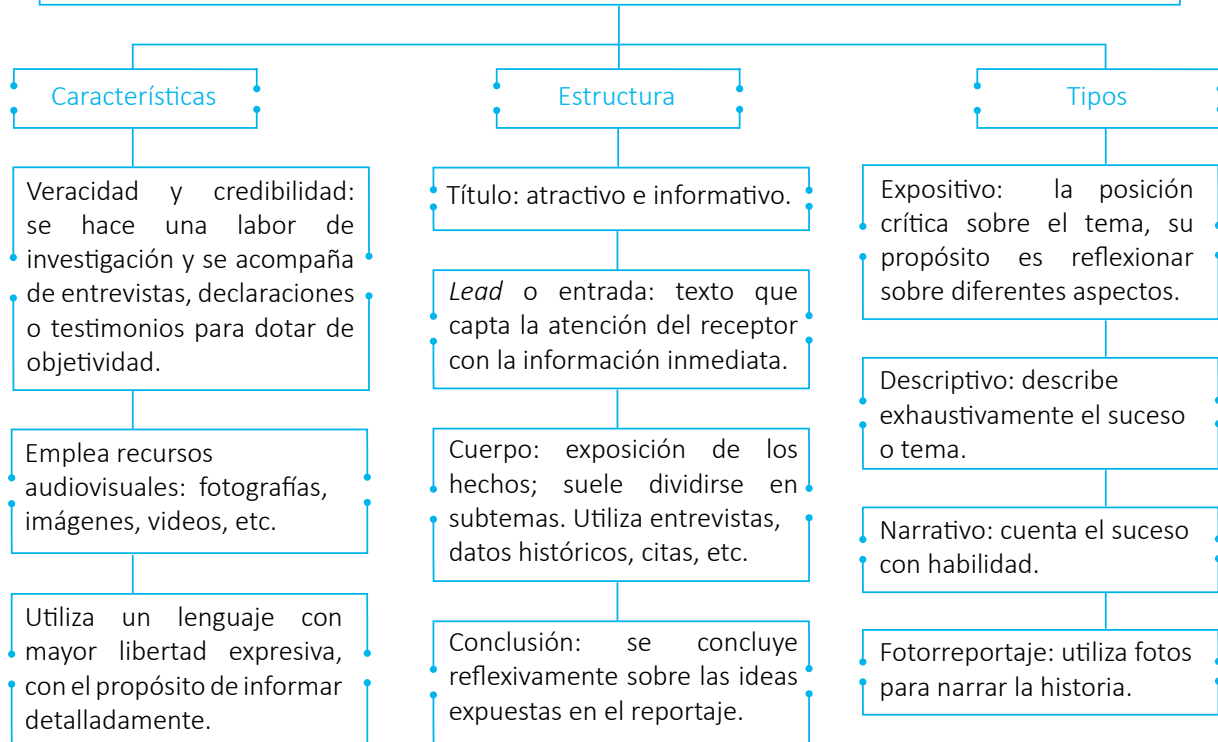 Características
Veracidad y credibilidad:
se hace una labor de
investigación y se acompaña
de entrevistas, declaraciones
o testimonios para dotar de
objetividad.
Emplea recursos
audiovisuales: fotografías,
imágenes, videos, etc.
Utiliza un lenguaje con
mayor libertad expresiva,
con el propósito de informar
detalladamente.
Estructura
Título: atractivo e informativo.
Lead o entrada: texto que
capta la atención del receptor
con la información inmediata.
Cuerpo: exposición de los
hechos; suele dividirse en
subtemas. Utiliza entrevistas,
datos históricos, citas, etc.
Conclusión: se concluye
reflexivamente sobre las ideas
expuestas en el reportaje.
Tipos
Expositivo: la posición
crítica sobre el tema, su
propósito es reflexionar
sobre diferentes aspectos.
Descriptivo: describe
exhaustivamente el suceso
o tema.
Narrativo: cuenta el suceso
con habilidad.
Fotorreportaje: utiliza fotos
para narrar la historia.